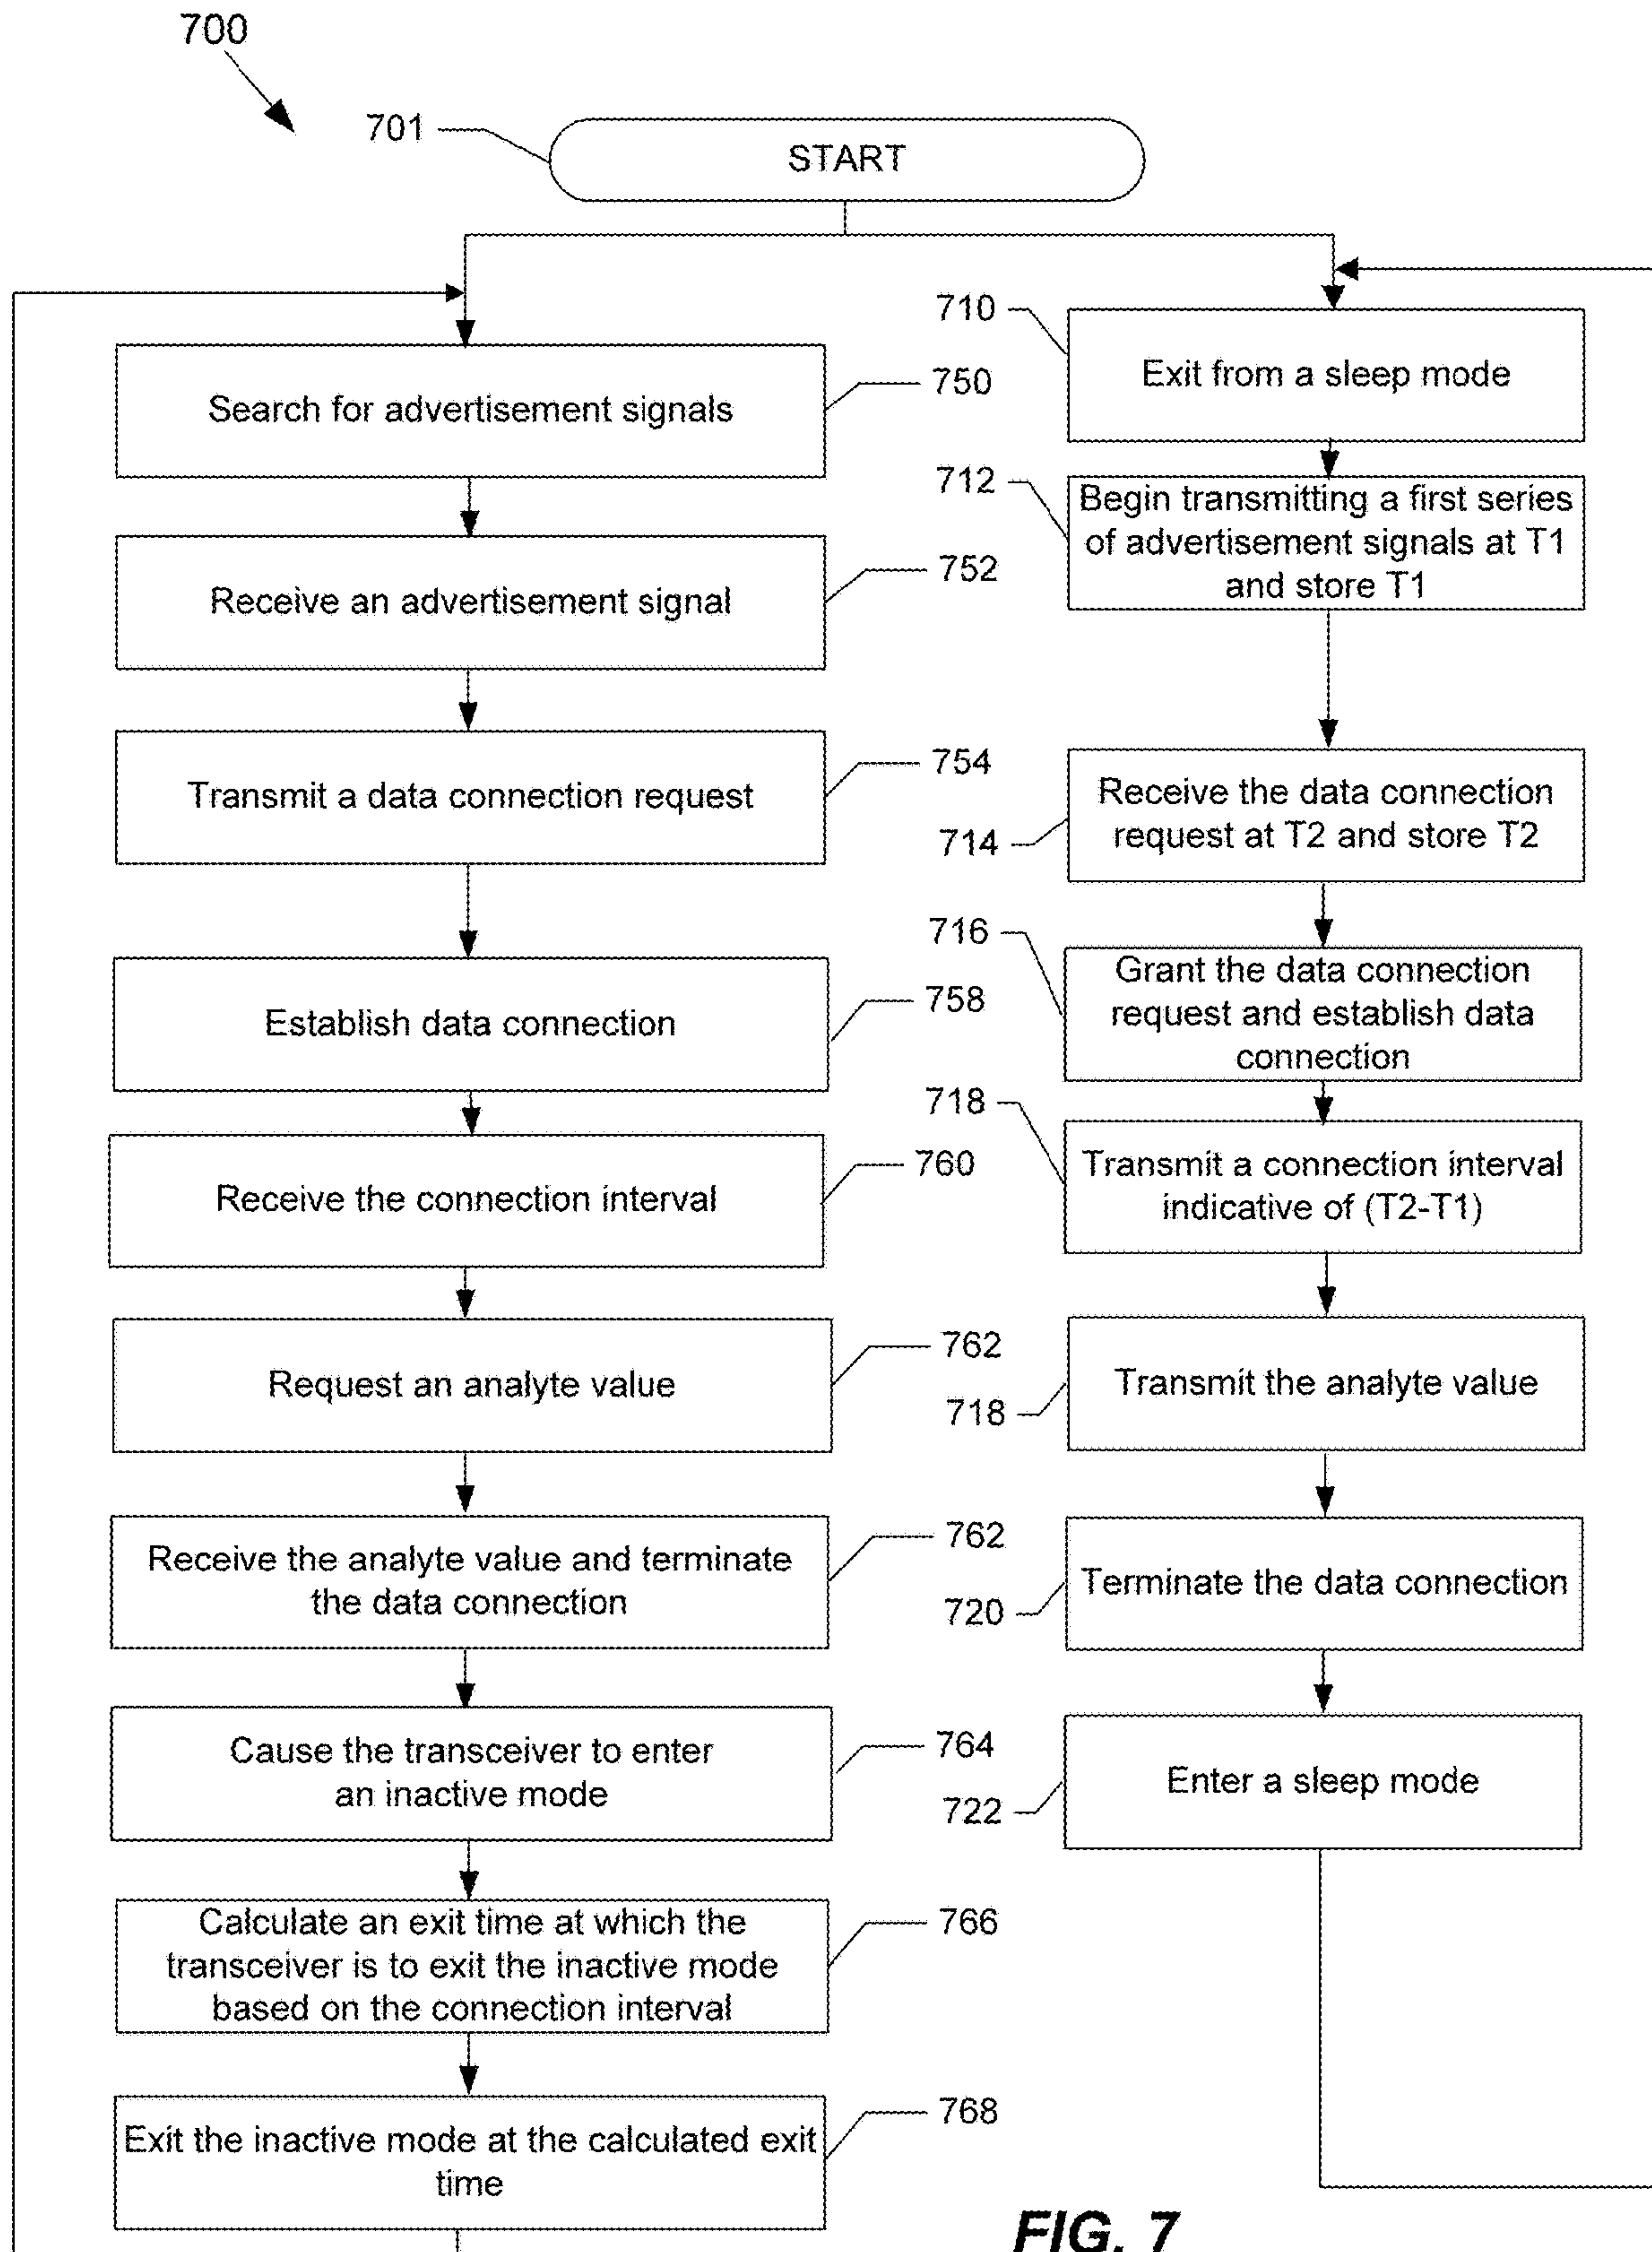 700
701
START
750
Search for advertisement signals
752
Receive an advertisement signal
754
Transmit a data connection request
758
Establish data connection
760
Receive the connection interval
762
Request an analyte value
762
Receive the analyte value and terminate
the data connection
764
Cause the transceiver to enter
an inactive mode
766
Calculate an exit time at which the
transceiver is to exit the inactive mode
based on the connection interval
768
Exit the inactive mode at the calculated exit
time
710
Exit from a sleep mode
712
Begin transmitting a first series
of advertisement signals at T1
and store T1
714
Receive the data connection
request at T2 and store T2
716
Grant the data connection
request and establish data
connection
718
Transmit a connection interval
indicative of (T2-T1)
718
Transmit the analyte value
720
Terminate the data connection
722
Enter a sleep mode
FIG. 7